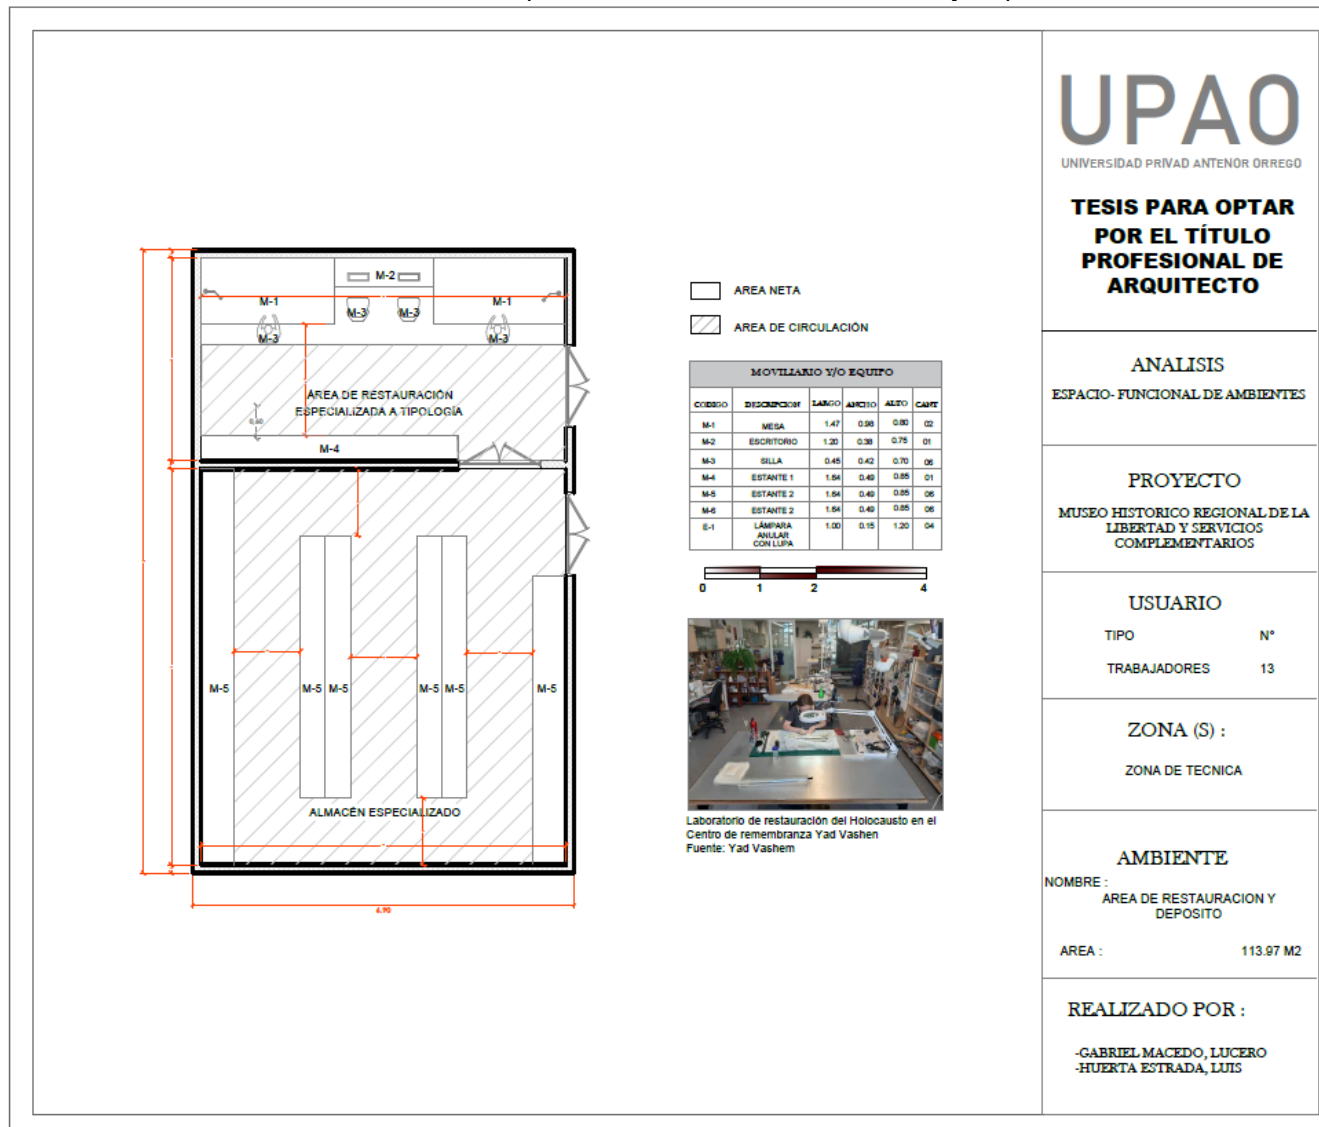 UPAO
UNIVERSIDAD PRIVAD ANTENOR ORREGO
TESIS PARA OPTAR
POR EL TÍTULO
PROFESIONAL DE
ARQUITECTO
ANALISIS
ESPACIO- FUNCIONAL DE AMBIENTES
PROYECTO
MUSEO HISTORICO REGIONAL DE LA
LIBERTAD Y SERVICIOS
COMPLEMENTARIOS
USUARIO
TIPO N°
TRABAJADORES 13
ZONA (S) :
ZONA DE TECNICA
AMBIENTE
NOMBRE :
AREA DE RESTAURACION Y
DEPOSITO
AREA : 113.97 M2
REALIZADO POR :
-GABRIEL MACEDO, LUCERO
-HUERTA ESTRADA, LUIS
M-2
M-1 M-1
M-3 M-3
M-3 M-3
ÁREA DE RESTAURACIÓN
ESPECIALIZADA A TIPOLOGÍA
0.60
M-4
M-5 M-5 M-5 M-5 M-5 M-5
ALMACÉN ESPECIALIZADO
6.90
AREA NETA
AREA DE CIRCULACIÓN
MOVILIARIO Y/O EQUIPO
CODIGO DESCRIPCION LARGO ANCHO ALTO CANT
M-1 MESA 1.47 0.98 0.80 02
M-2 ESCRITORIO 1.20 0.38 0.75 01
M-3 SILLA 0.45 0.42 0.70 06
M-4 ESTANTE 1 1.64 0.49 0.85 01
M-5 ESTANTE 2 1.64 0.49 0.85 06
M-6 ESTANTE 2 1.64 0.49 0.85 06
E-1 LÁMPARA ANULAR CON LUPA 1.00 0.15 1.20 04
0 1 2 4
Laboratorio de restauración del Holocausto en el
Centro de remembranza Yad Vashen
Fuente: Yad Vashem